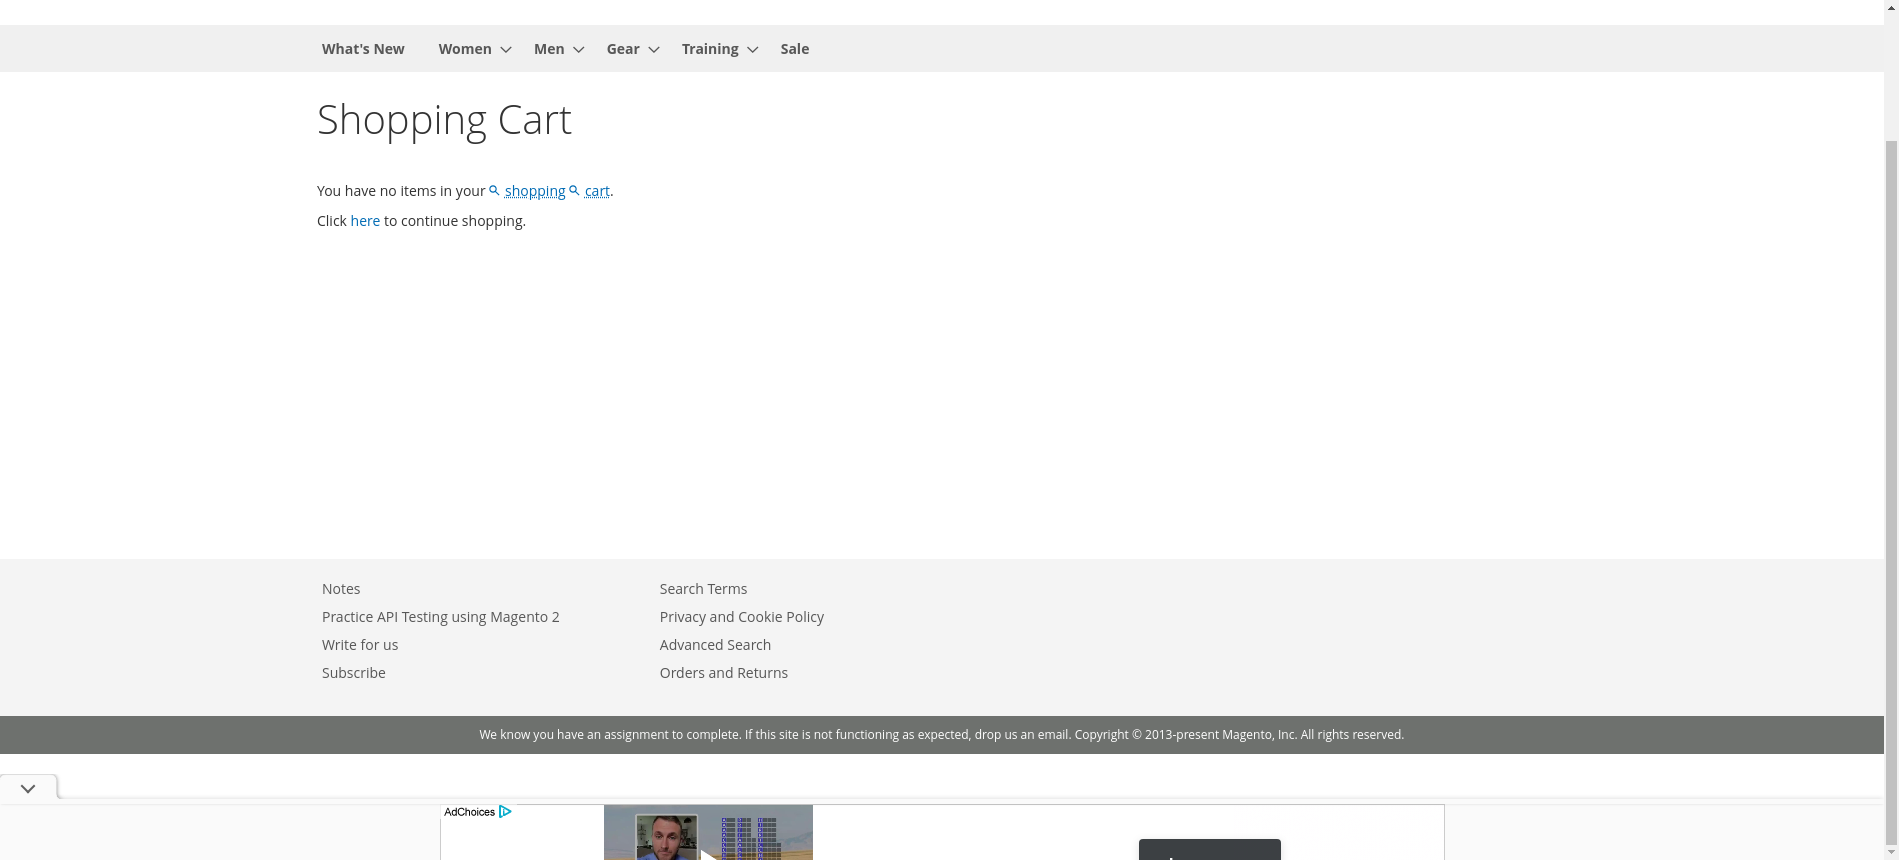 What's New Women Men Gear Training Sale
Shopping Cart
You have no items in your shopping cart.
Click here to continue shopping.
Notes
Practice API Testing using Magento 2
Write for us
Subscribe
Search Terms
Privacy and Cookie Policy
Advanced Search
Orders and Returns
We know you have an assignment to complete. If this site is not functioning as expected, drop us an email. Copyright © 2013-present Magento, Inc. All rights reserved.
AdChoices